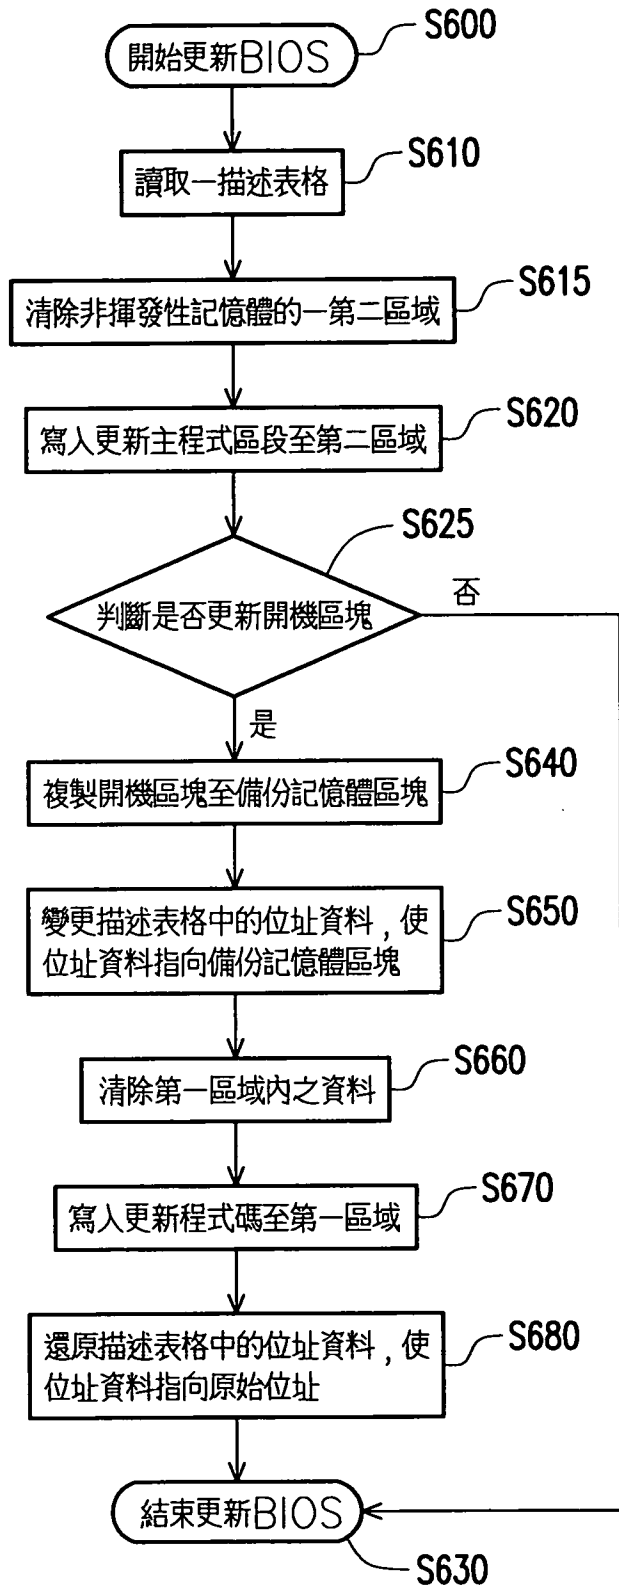 S600
開始更新BIOS
S610
讀取一描述表格
S615
清除非揮發性記憶體的一第二區域
S620
寫入更新主程式區段至第二區域
S625
判斷是否更新開機區塊
否
是
S640
複製開機區塊至備份記憶體區塊
S650
變更描述表格中的位址資料,使
位址資料指向備份記憶體區塊
S660
清除第一區域內之資料
S670
寫入更新程式碼至第一區域
S680
還原描述表格中的位址資料,使
位址資料指向原始位址
結束更新BIOS
S630